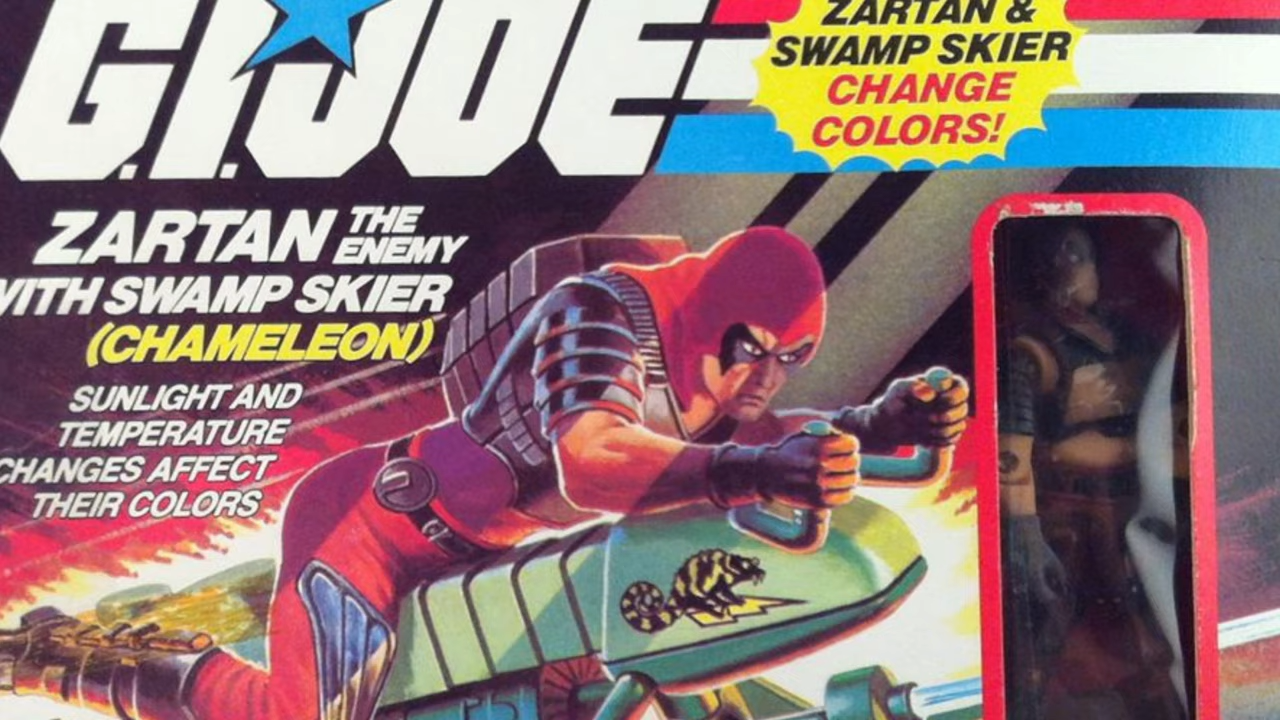 G.I. JOE
ZARTAN &
SWAMP SKIER
CHANGE
COLORS!
ZARTAN THE ENEMY
WITH SWAMP SKIER
(CHAMELEON)
SUNLIGHT AND
TEMPERATURE
CHANGES AFFECT
THEIR COLORS